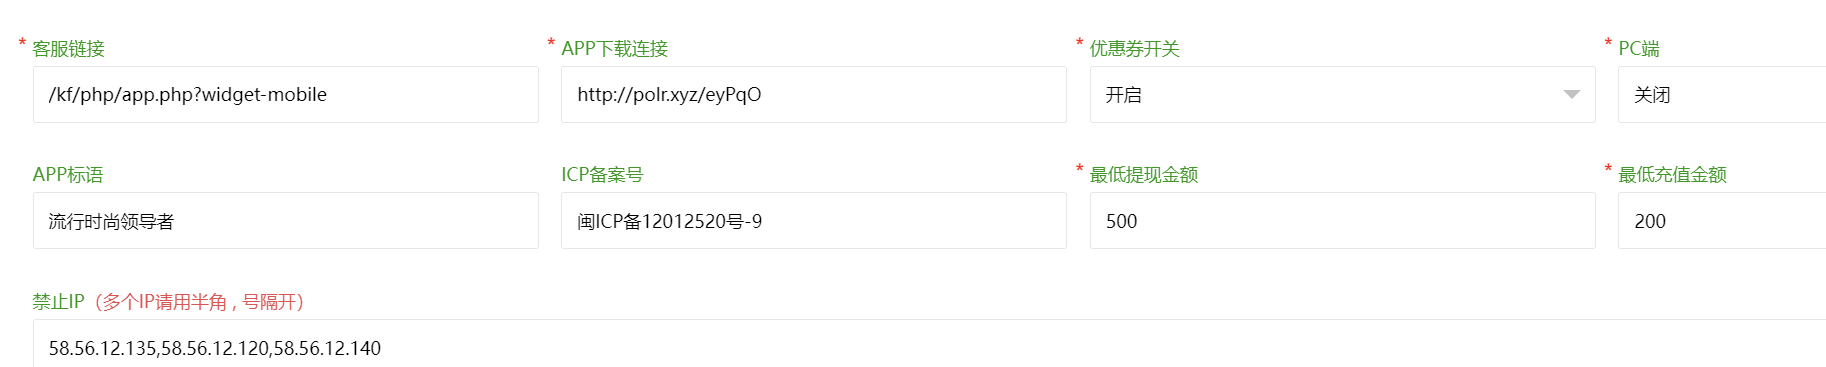 * 客服链接 * APP下载连接 * 优惠券开关 * PC端
/kf/php/app.php?widget-mobile http://polr.xyz/eyPqO 开启 关闭
APP标语 ICP备案号 * 最低提现金额 * 最低充值金额
流行时尚领导者 闽ICP备12012520号-9 500 200
禁止IP（多个IP请用半角 , 号隔开）
58.56.12.135,58.56.12.120,58.56.12.140